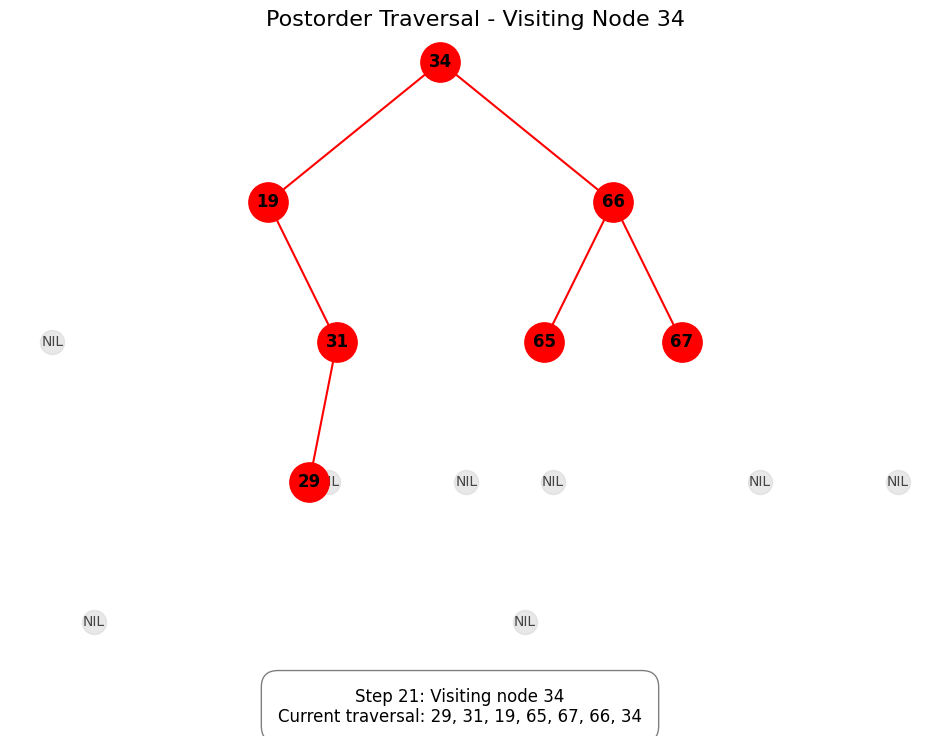 Postorder Traversal - Visiting Node 34
34
19
66
NIL
31
65
67
29
NIL
NIL
NIL
NIL
NIL
NIL
Step 21: Visiting node 34
Current traversal: 29, 31, 19, 65, 67, 66, 34